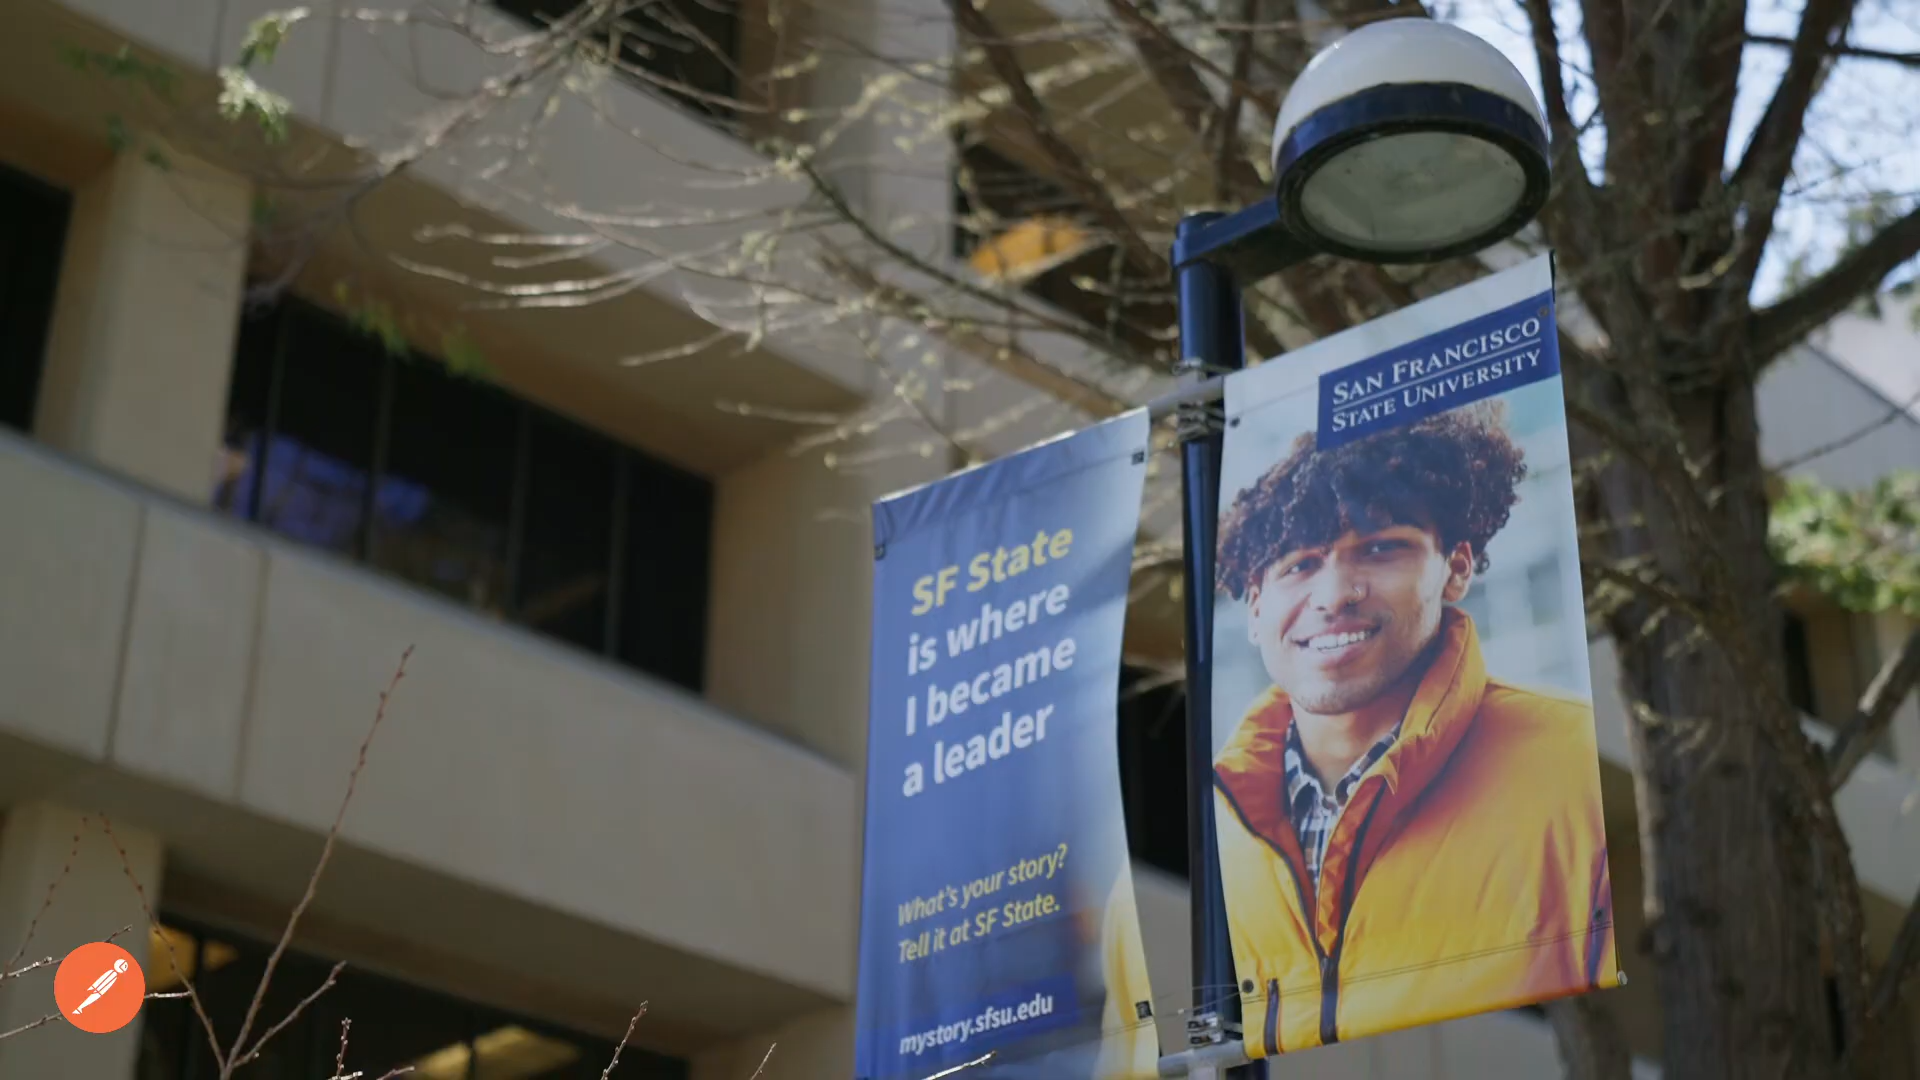 SF State
is where
I became
a leader
What's your story?
Tell it at SF State.
mystory.sfsu.edu
SAN FRANCISCO
STATE UNIVERSITY